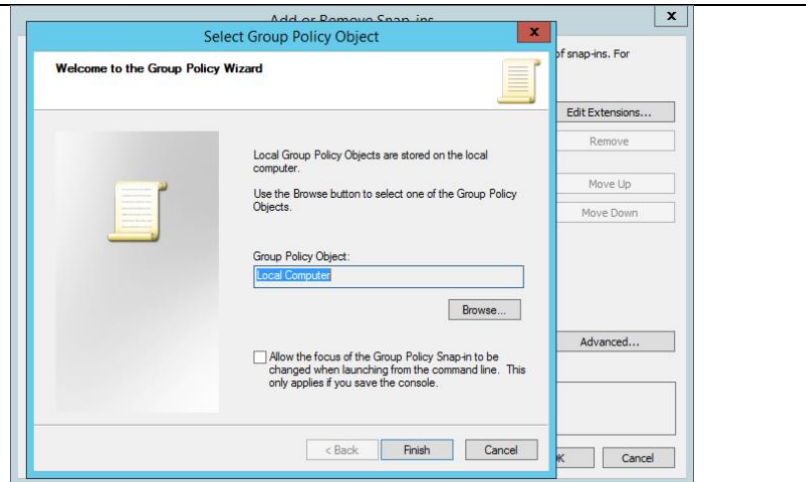 Add or Remove Snap-ins
x
Select Group Policy Object
x
Welcome to the Group Policy Wizard
of snap-ins. For
Edit Extensions...
Remove
Local Group Policy Objects are stored on the local
computer.
Use the Browse button to select one of the Group Policy
Objects.
Move Up
Move Down
Group Policy Object:
Local Computer
Browse...
Advanced...
Allow the focus of the Group Policy Snap-in to be
changed when launching from the command line. This
only applies if you save the console.
< Back
Finish
Cancel
K
Cancel